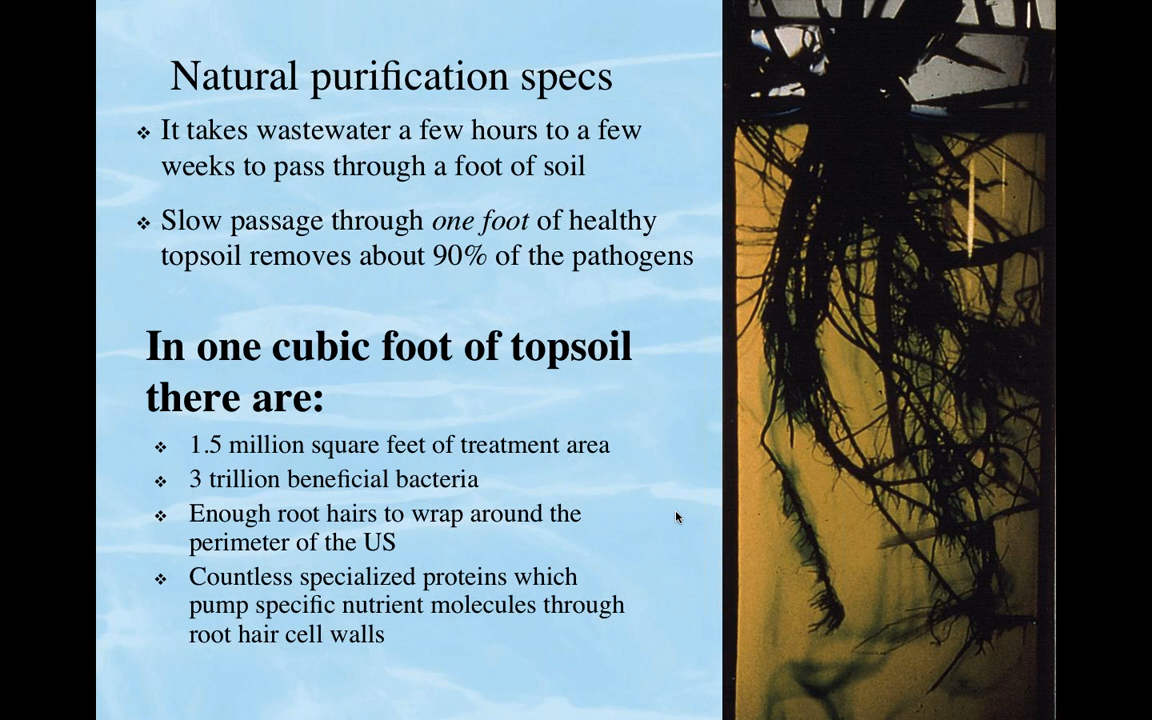 Natural purification specs
❖ It takes wastewater a few hours to a few
weeks to pass through a foot of soil
❖ Slow passage through one foot of healthy
topsoil removes about 90% of the pathogens
In one cubic foot of topsoil
there are:
❖ 1.5 million square feet of treatment area
❖ 3 trillion beneficial bacteria
❖ Enough root hairs to wrap around the
perimeter of the US
❖ Countless specialized proteins which
pump specific nutrient molecules through
root hair cell walls